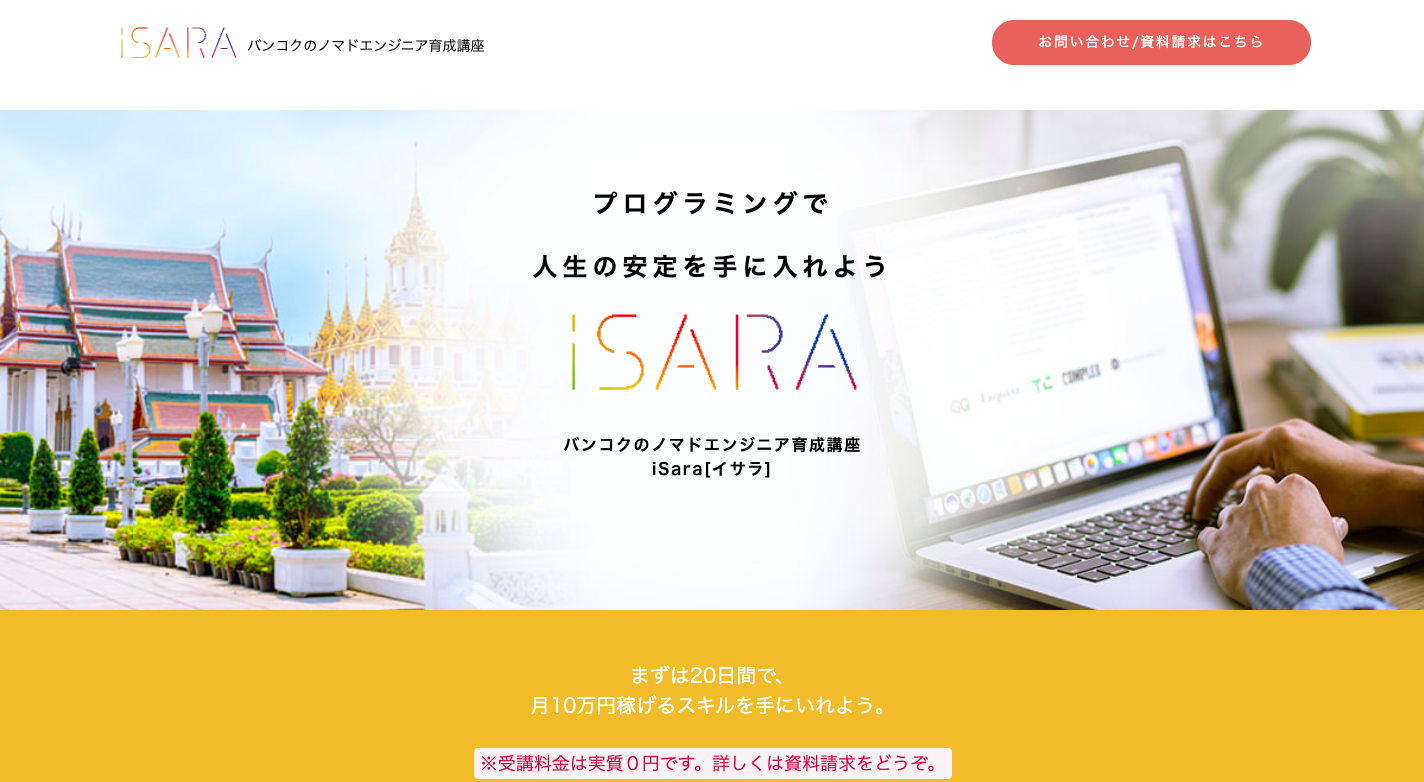 iSARA バンコクのノマドエンジニア育成講座
お問い合わせ/資料請求はこちら
プログラミングで
人生の安定を手に入れよう
iSARA
バンコクのノマドエンジニア育成講座
iSara[イサラ]
GQ Esquire TC COMPLEX
まずは20日間で、
月10万円稼げるスキルを手にいれよう。
※受講料金は実質０円です。詳しくは資料請求をどうぞ。